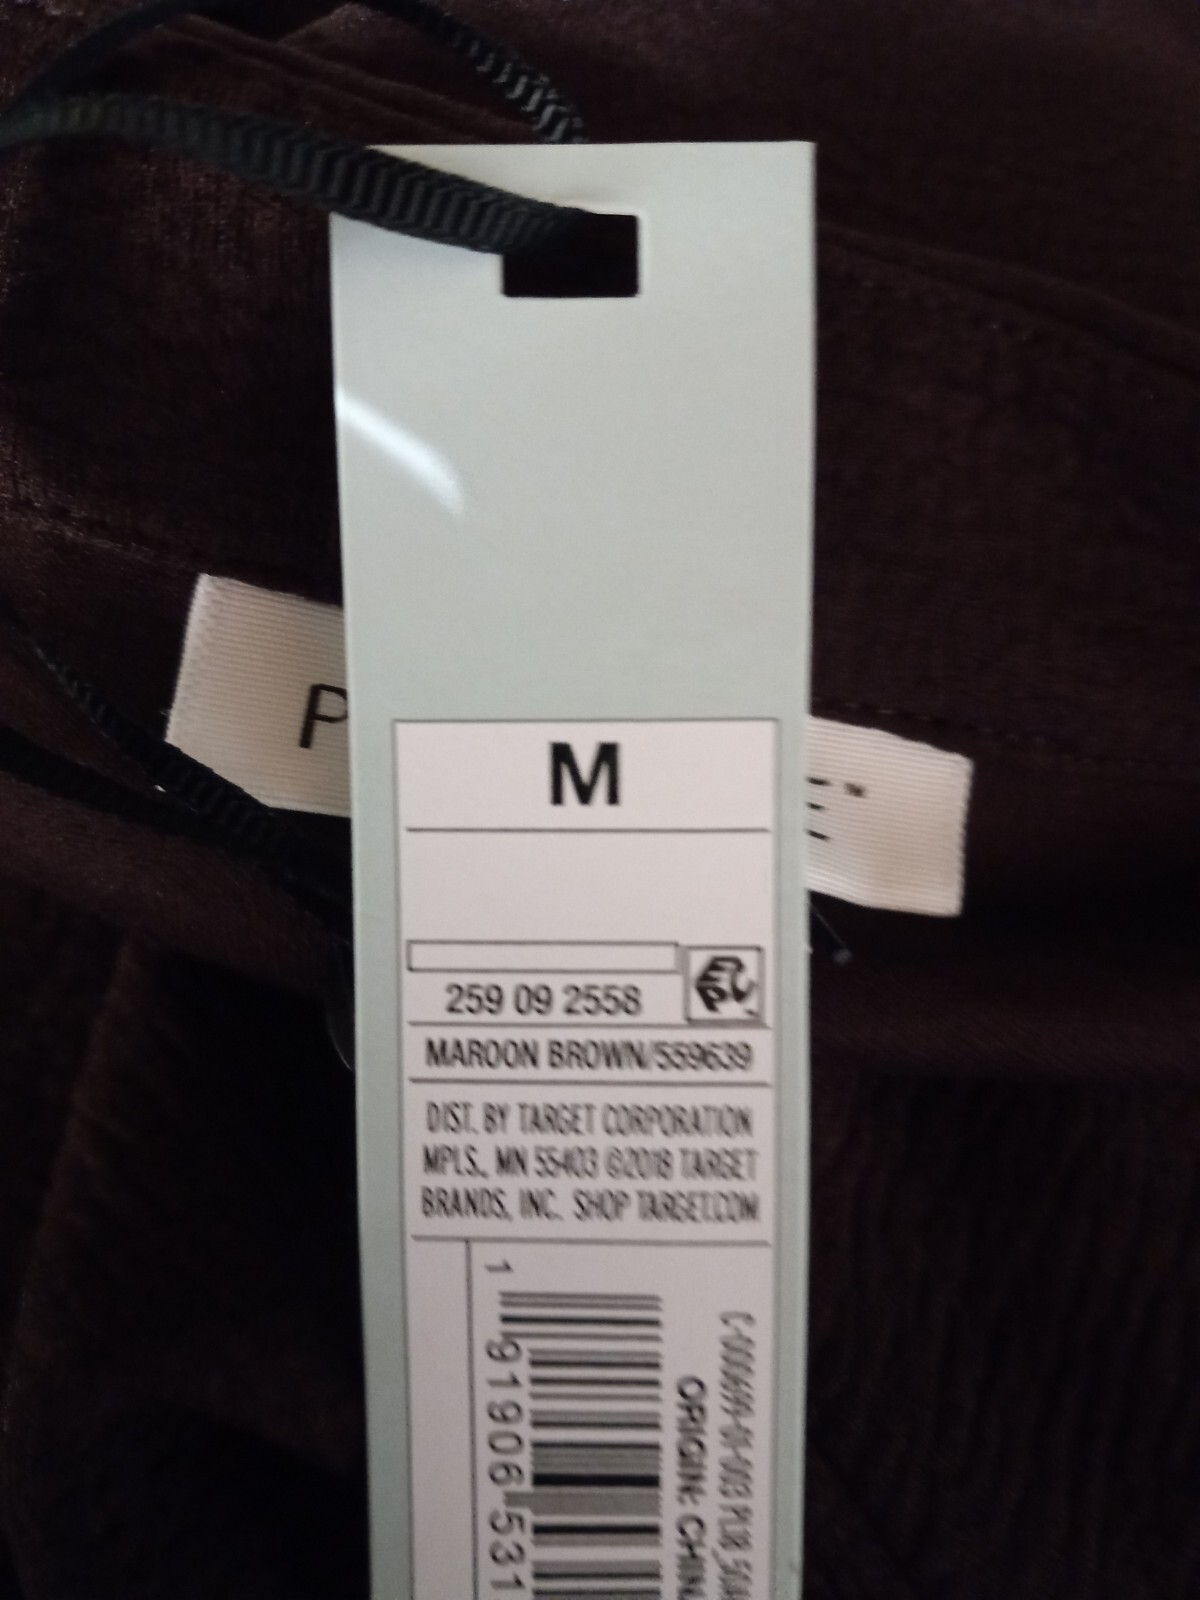 P
E™
M
259 09 2558
MAROON BROWN/559639
DIST. BY TARGET CORPORATION
MPLS., MN 55403 ©2018 TARGET
BRANDS, INC. SHOP TARGET.COM
1 91906 531
ORIGIN: CHINA